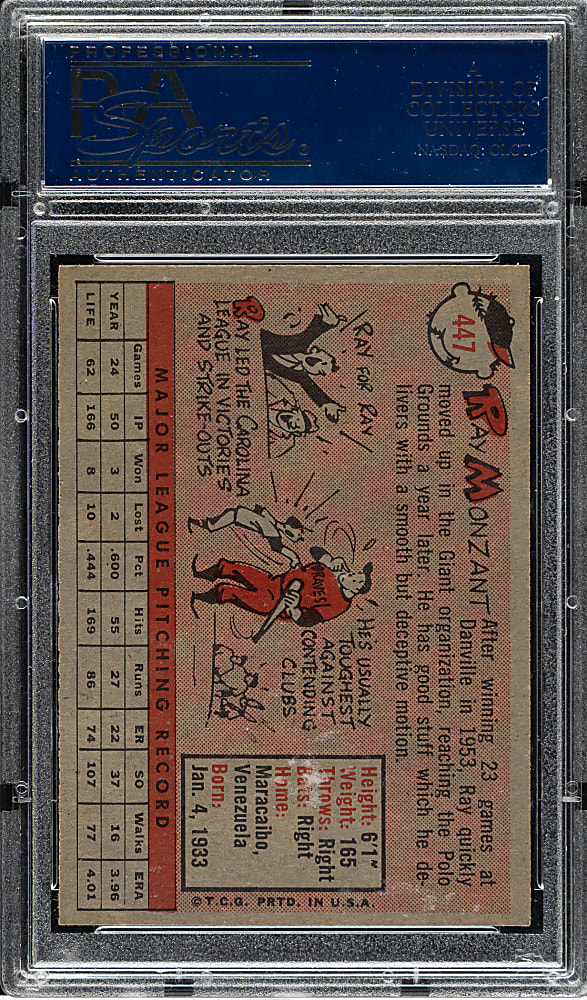 PROFESSIONAL
PSA
Sports
AUTHENTICATOR
A
DIVISION OF
COLLECTORS
UNIVERSE
NASDAQ: CLCT
447
RAY MONZANT
After winning 23 games at
Danville in 1953, Ray quickly
moved up in the Giant organization, reaching the Polo
Grounds a year later. He has good stuff which he de-
livers with a smooth but deceptive motion.
RAY FOR RAY
RAY LED THE CAROLINA
LEAGUE IN VICTORIES
AND STRIKE-OUTS
HE'S USUALLY
TOUGHEST
AGAINST
CONTENDING
CLUBS
BRAVES
Height: 6'1"
Weight: 165
Throws: Right
Bats: Right
Home:
Maracaibo,
Venezuela
Born:
Jan. 4, 1933
MAJOR LEAGUE PITCHING RECORD
Games IP Won Lost Pct Hits Runs ER SO Walks ERA
YEAR 24 50 3 2 .600 55 27 22 37 16 3.96
LIFE 62 166 8 10 .444 169 86 74 107 77 4.01
©T.C.G. PRTD. IN U.S.A.